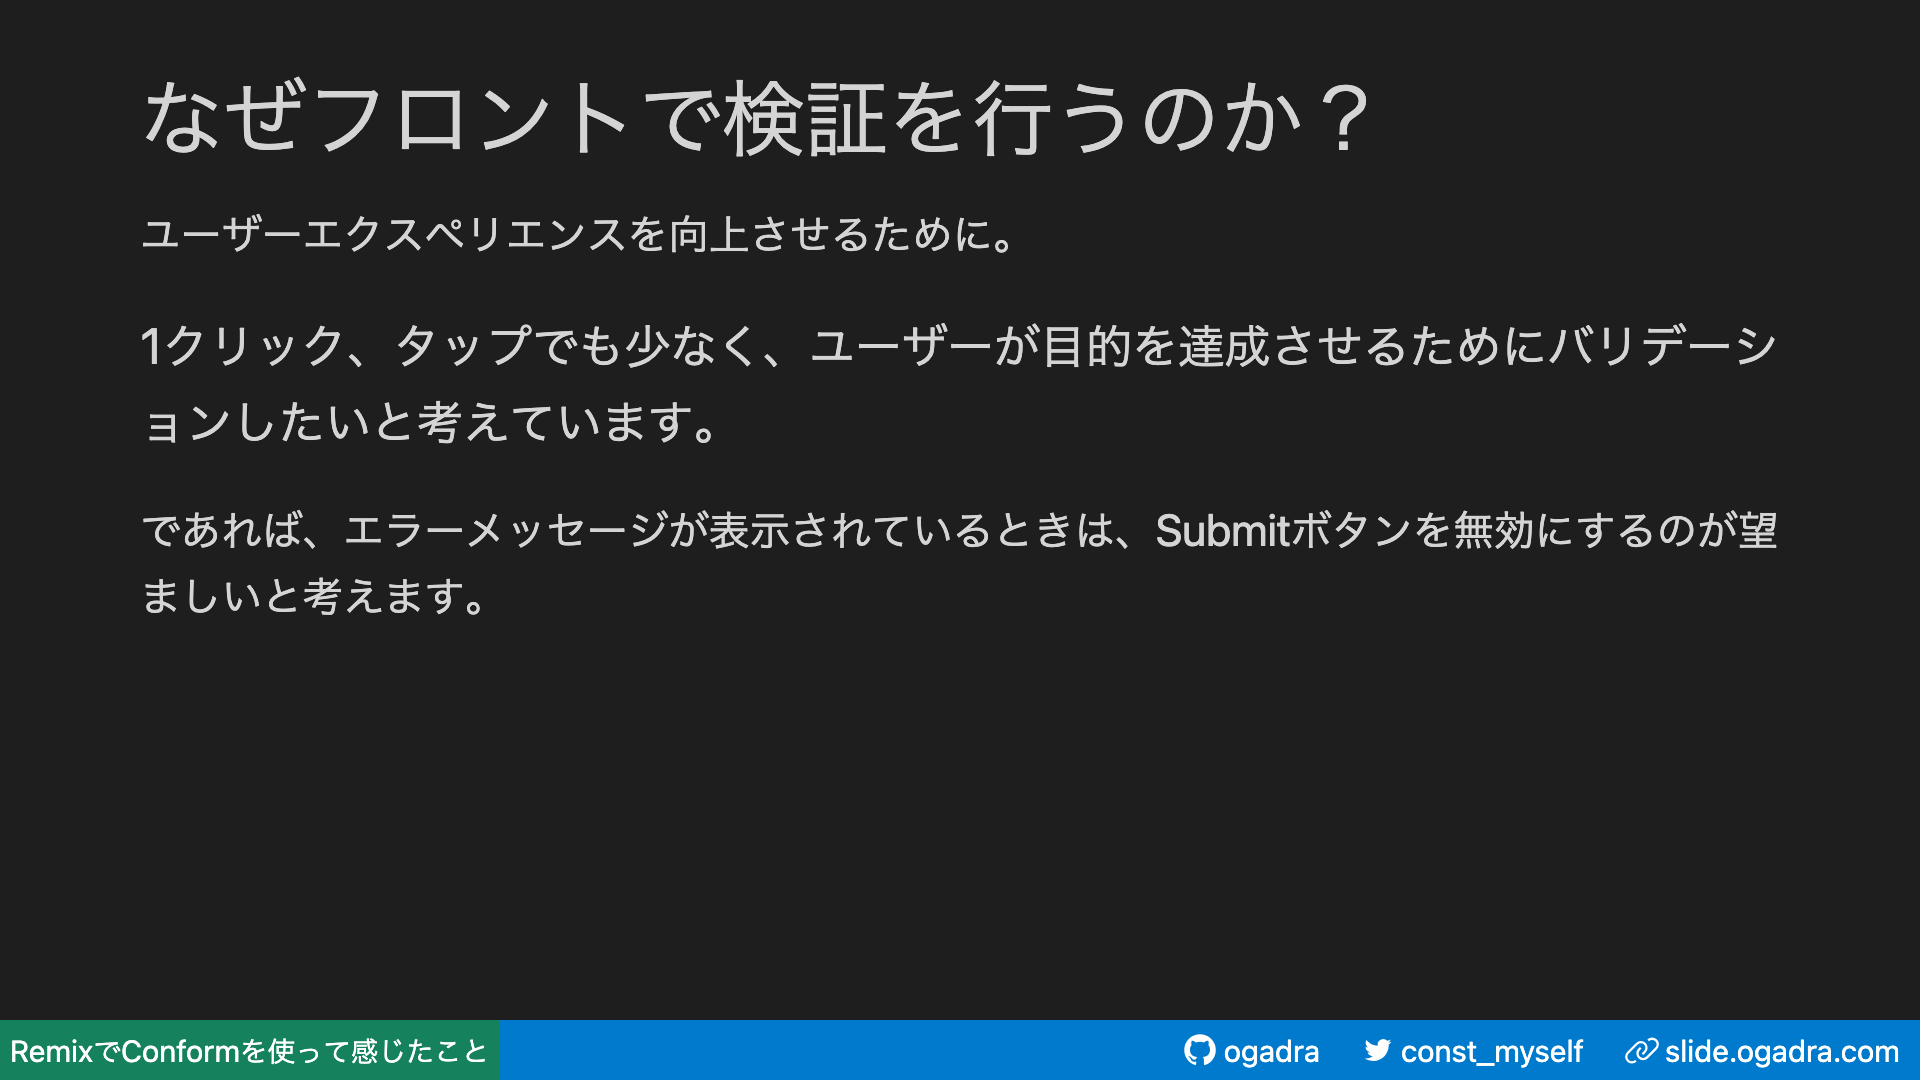 なぜフロントで検証を行うのか？
ユーザーエクスペリエンスを向上させるために。
1クリック、タップでも少なく、ユーザーが目的を達成させるためにバリデーシ
ョンしたいと考えています。
であれば、エラーメッセージが表示されているときは、Submitボタンを無効にするのが望
ましいと考えます。
RemixでConformを使って感じたこと
ogadra
const_myself
slide.ogadra.com